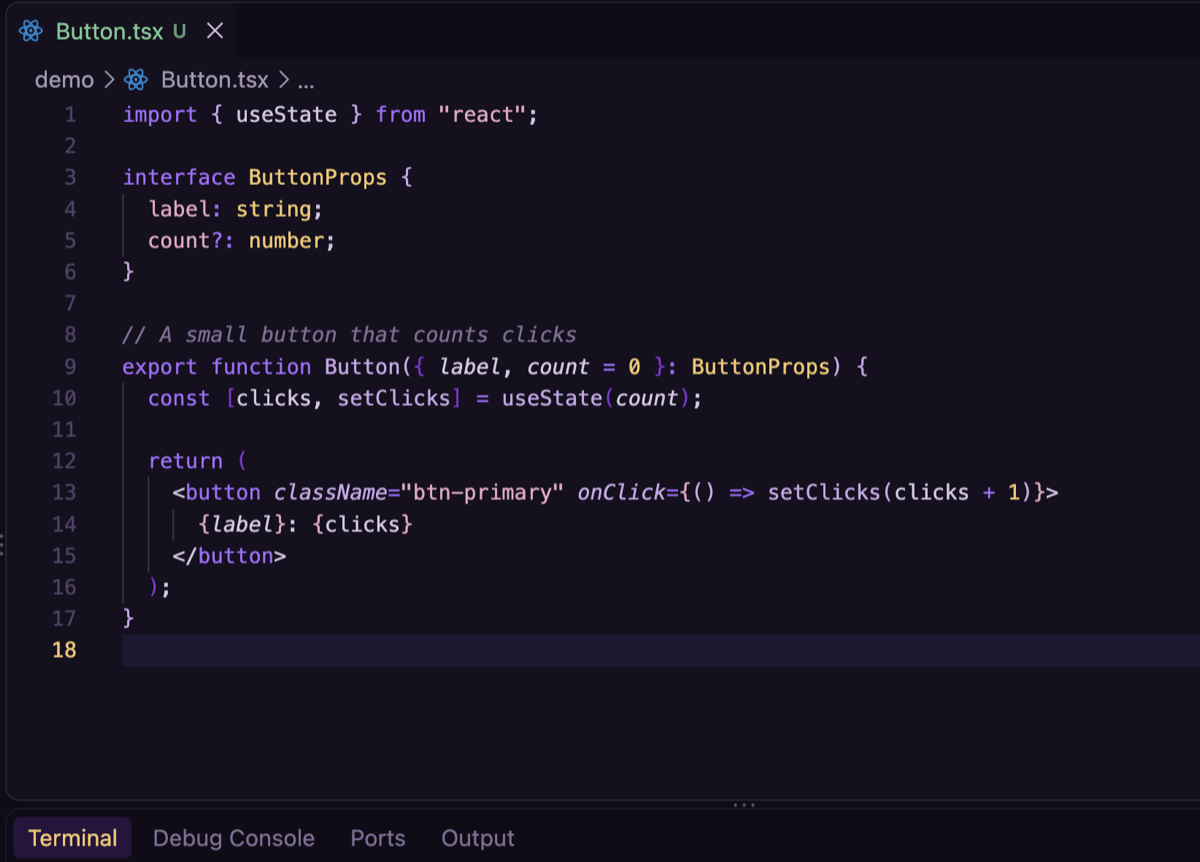 Button.tsx U
demo > Button.tsx > ...
1 import { useState } from "react";
2
3 interface ButtonProps {
4   label: string;
5   count?: number;
6 }
7
8 // A small button that counts clicks
9 export function Button({ label, count = 0 }: ButtonProps) {
10   const [clicks, setClicks] = useState(count);
11
12   return (
13     <button className="btn-primary" onClick={() => setClicks(clicks + 1)}>
14       {label}: {clicks}
15     </button>
16   );
17 }
18
Terminal Debug Console Ports Output